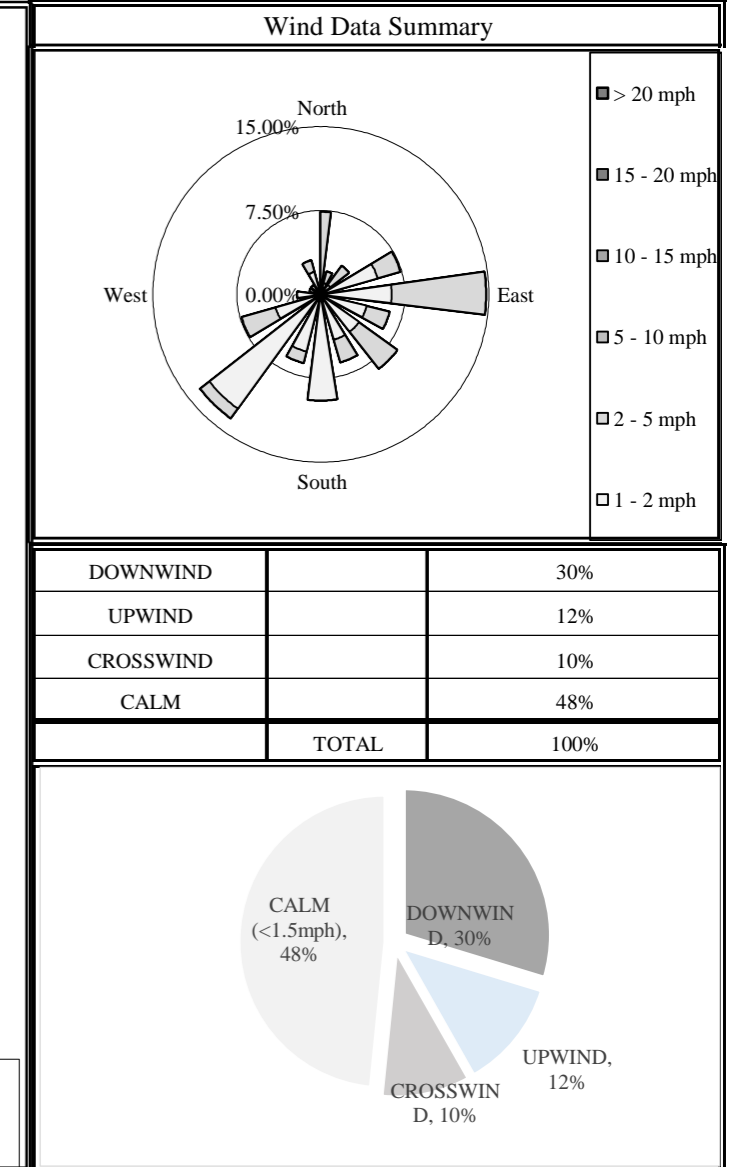 Wind Data Summary
North
15.00%
7.50%
West
0.00%
East
South
> 20 mph
15 - 20 mph
10 - 15 mph
5 - 10 mph
2 - 5 mph
1 - 2 mph
DOWNWIND 30%
UPWIND 12%
CROSSWIND 10%
CALM 48%
TOTAL 100%
CALM
(<1.5mph),
48%
DOWNWIN
D, 30%
UPWIND,
12%
CROSSWIN
D, 10%